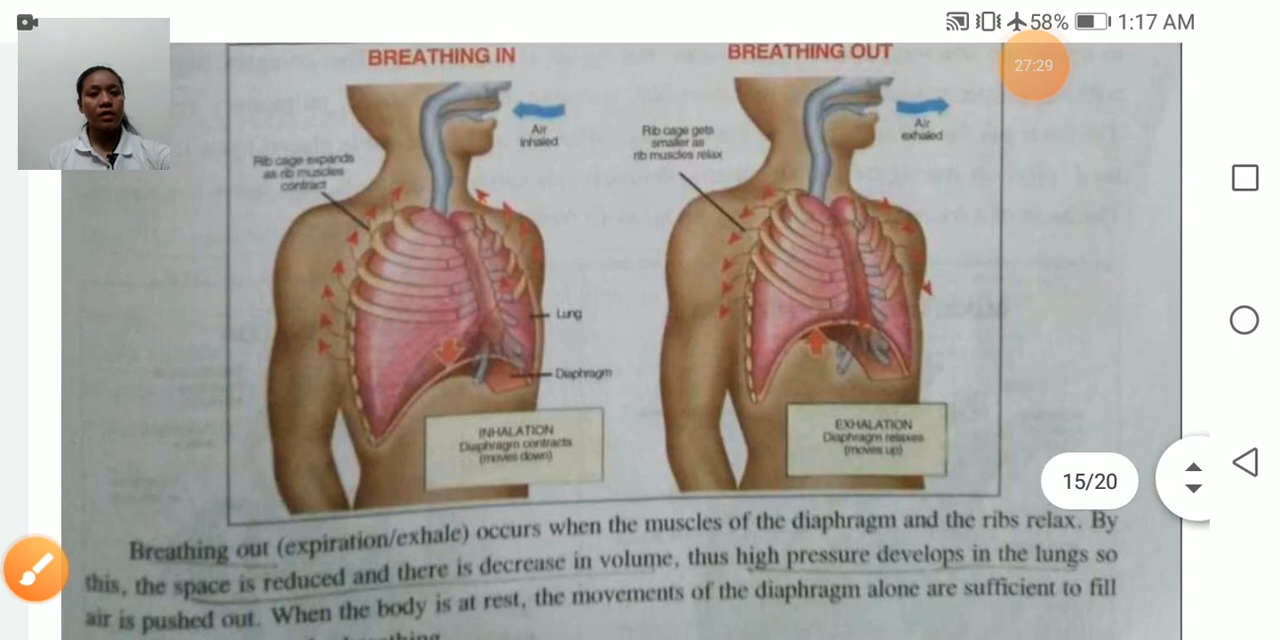 58%
1:17 AM
27:29
BREATHING IN
BREATHING OUT
Air
inhaled
Rib cage expands
as rib muscles
contract
Lung
Diaphragm
INHALATION
Diaphragm contracts
(moves down)
Rib cage gets
smaller as
rib muscles relax
Air
exhaled
EXHALATION
Diaphragm relaxes
(moves up)
15/20
Breathing out (expiration/exhale) occurs when the muscles of the diaphragm and the ribs relax. By
this, the space is reduced and there is decrease in volume, thus high pressure develops in the lungs so
air is pushed out. When the body is at rest, the movements of the diaphragm alone are sufficient to fill
breathing